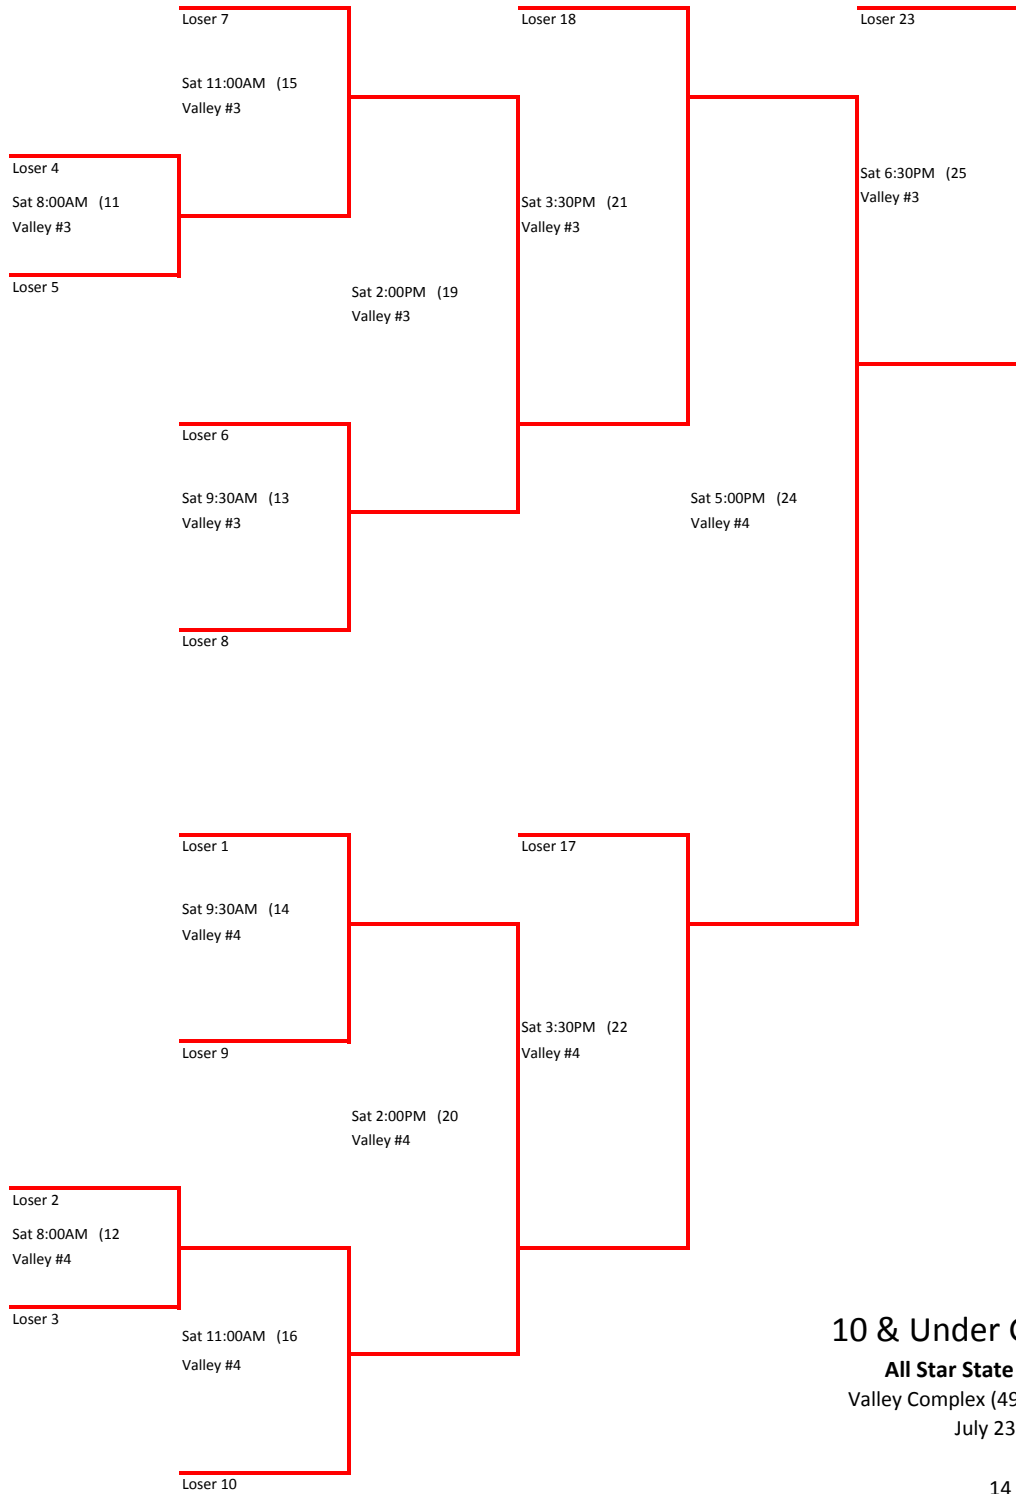 Loser 7
Loser 18
Loser 23
Sat 11:00AM (15
Valley #3
Loser 4
Sat 8:00AM (11
Valley #3
Loser 5
Sat 3:30PM (21
Valley #3
Sat 6:30PM (25
Valley #3
Sat 2:00PM (19
Valley #3
Loser 6
Sat 9:30AM (13
Valley #3
Sat 5:00PM (24
Valley #4
Loser 8
Loser 1
Loser 17
Sat 9:30AM (14
Valley #4
Loser 9
Sat 3:30PM (22
Valley #4
Sat 2:00PM (20
Valley #4
Loser 2
Sat 8:00AM (12
Valley #4
Loser 3
Sat 11:00AM (16
Valley #4
Loser 10
10 & Under
All Star State
Valley Complex (49
July 23
14